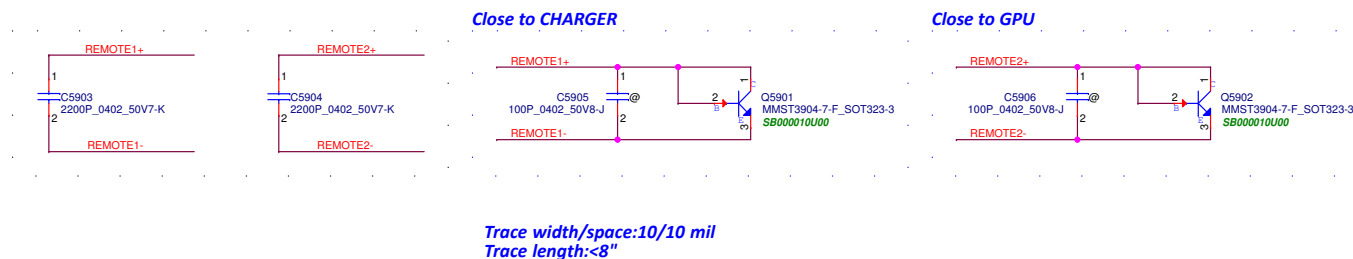 Close to CHARGER
Close to GPU
REMOTE1+
REMOTE2+
REMOTE1+
REMOTE2+
1
C5903
2200P_0402_50V7-K
2
1
C5904
2200P_0402_50V7-K
2
1
C5905
@
100P_0402_50V8-J
2
1
C
2
B
E
3
Q5901
MMST3904-7-F_SOT323-3
SB000010U00
1
C5906
@
100P_0402_50V8-J
2
1
C
2
B
E
3
Q5902
MMST3904-7-F_SOT323-3
SB000010U00
REMOTE1-
REMOTE2-
REMOTE1-
REMOTE2-
Trace width/space:10/10 mil
Trace length:<8"